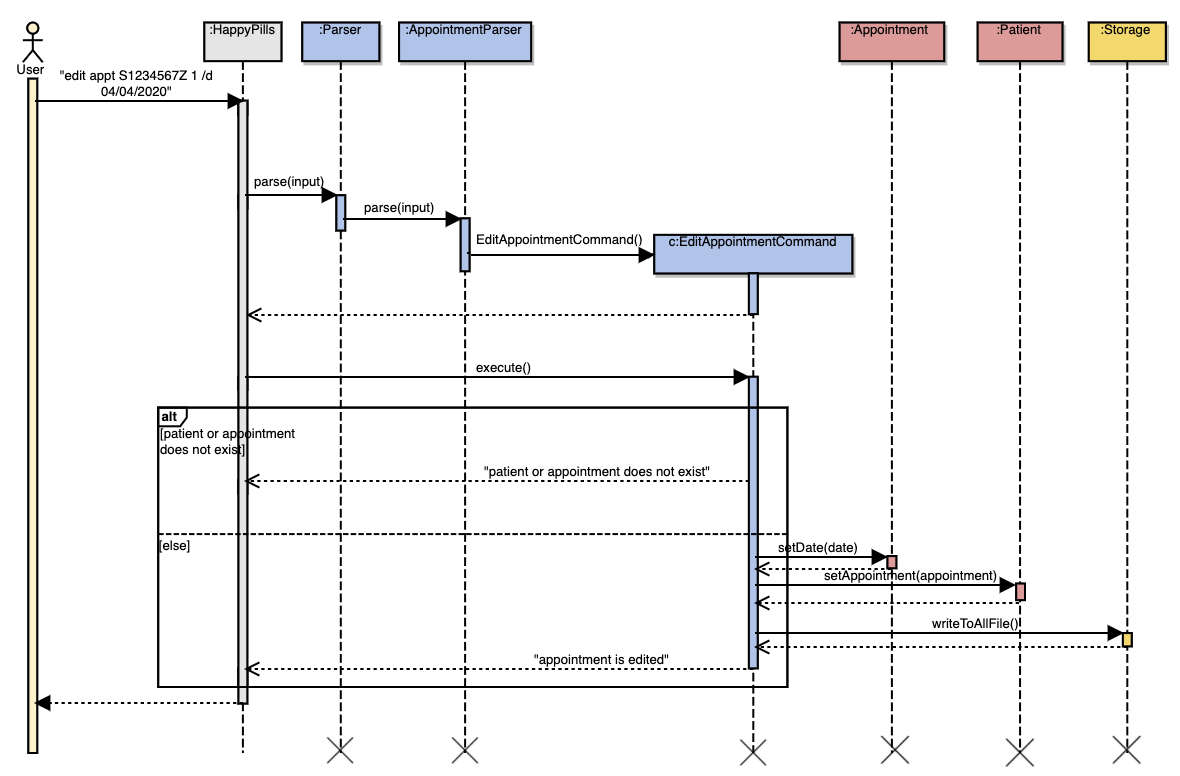 :HappyPills
:Parser
:AppointmentParser
:Appointment
:Patient
:Storage
User
"edit appt S1234567Z 1 /d
04/04/2020"
parse(input)
parse(input)
EditAppointmentCommand()
c:EditAppointmentCommand
execute()
alt
[patient or appointment
does not exist]
"patient or appointment does not exist"
[else]
setDate(date)
setAppointment(appointment)
writeToAllFile()
"appointment is edited"